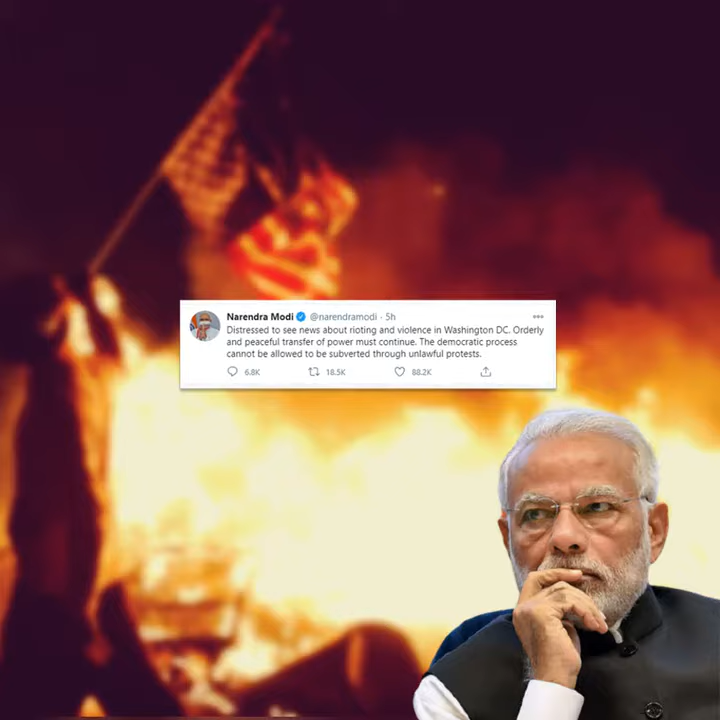 Narendra Modi @narendramodi · 5h
Distressed to see news about rioting and violence in Washington DC. Orderly
and peaceful transfer of power must continue. The democratic process
cannot be allowed to be subverted through unlawful protests.
6.8K 18.5K 88.2K